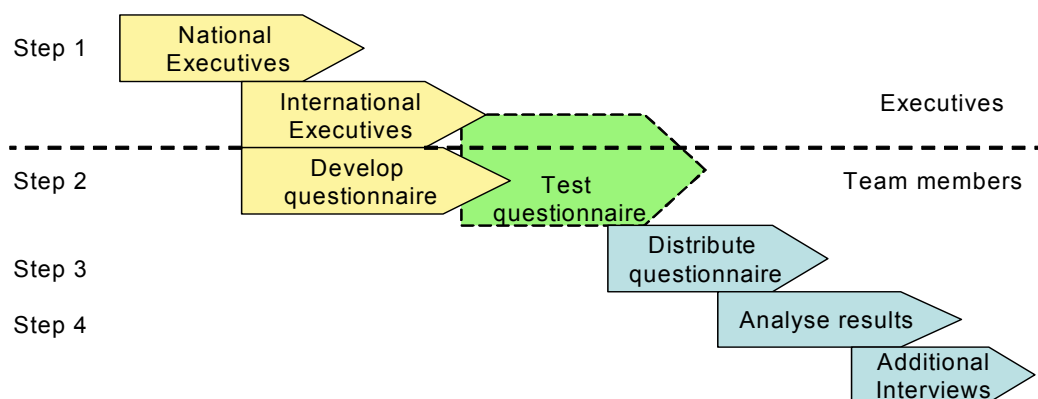 Step 1
National
Executives
International
Executives
Executives
Step 2
Develop
questionnaire
Test
questionnaire
Team members
Step 3
Distribute
questionnaire
Step 4
Analyse results
Additional
Interviews